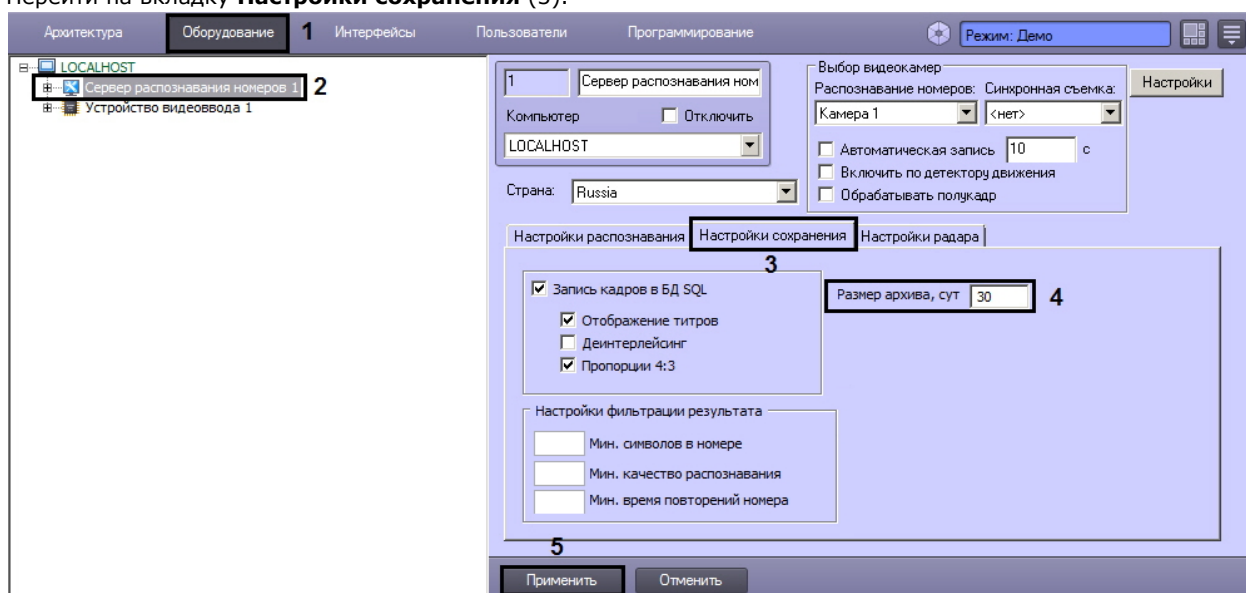 Перейти на вкладку Настройки сохранения (3).
Архитектура Оборудование 1 Интерфейсы Пользователи Программирование Режим: Демо
LOCALHOST
Сервер распознавания номеров 1 2
Устройство видеоввода 1
1 Сервер распознавания ном
Компьютер Отключить
LOCALHOST
Страна: Russia
Выбор видеокамер
Распознавание номеров: Синхронная съемка:
Камера 1 <нет>
Автоматическая запись 10 с
Включить по детектору движения
Обрабатывать полукадр
Настройки
Настройки распознавания Настройки сохранения Настройки радара
3
Запись кадров в БД SQL
Отображение титров
Деинтерлейсинг
Пропорции 4:3
Размер архива, сут 30 4
Настройки фильтрации результата
Мин. символов в номере
Мин. качество распознавания
Мин. время повторений номера
5
Применить Отменить